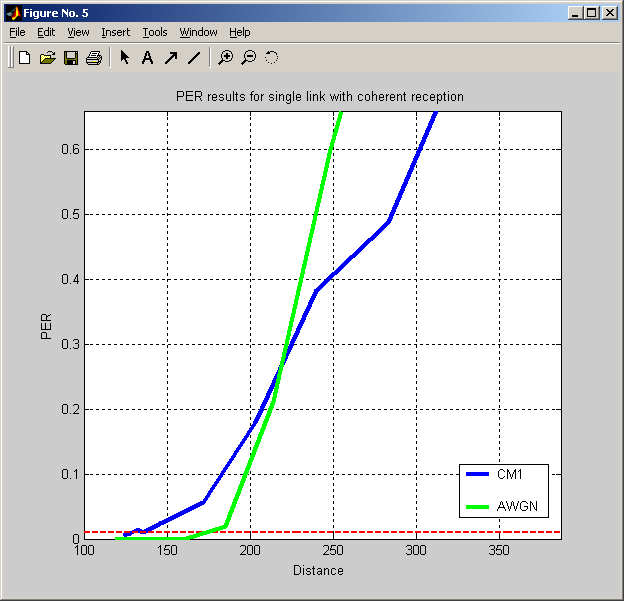 Figure No. 5
File Edit View Insert Tools Window Help
A
PER results for single link with coherent reception
0.6
0.5
0.4
0.3
0.2
0.1
0
PER
CM1
AWGN
100 150 200 250 300 350
Distance